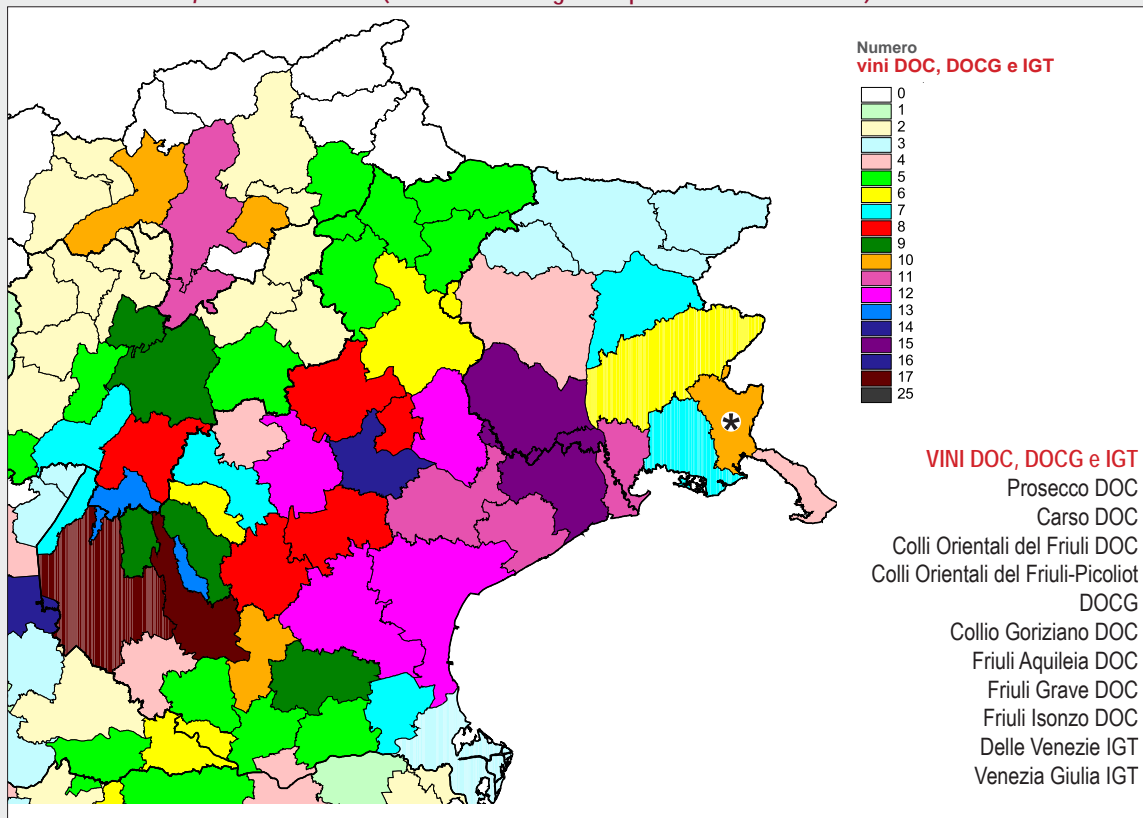 Numero
vini DOC, DOCG e IGT
0
1
2
3
4
5
6
7
8
9
10
11
12
13
14
15
16
17
25
*
VINI DOC, DOCG e IGT
Prosecco DOC
Carso DOC
Colli Orientali del Friuli DOC
Colli Orientali del Friuli-Picoliot
DOCG
Collio Goriziano DOC
Friuli Aquileia DOC
Friuli Grave DOC
Friuli Isonzo DOC
Delle Venezie IGT
Venezia Giulia IGT